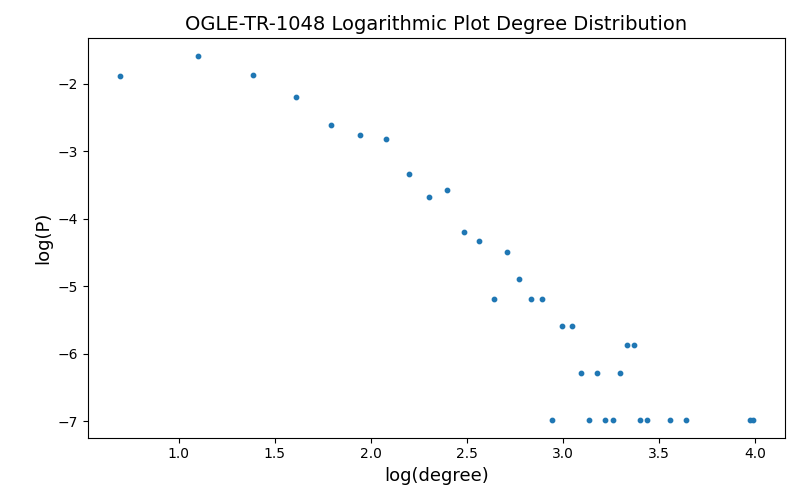 OGLE-TR-1048 Logarithmic Plot Degree Distribution
−2
−3
−4
−5
−6
−7
log(P)
1.0 1.5 2.0 2.5 3.0 3.5 4.0
log(degree)